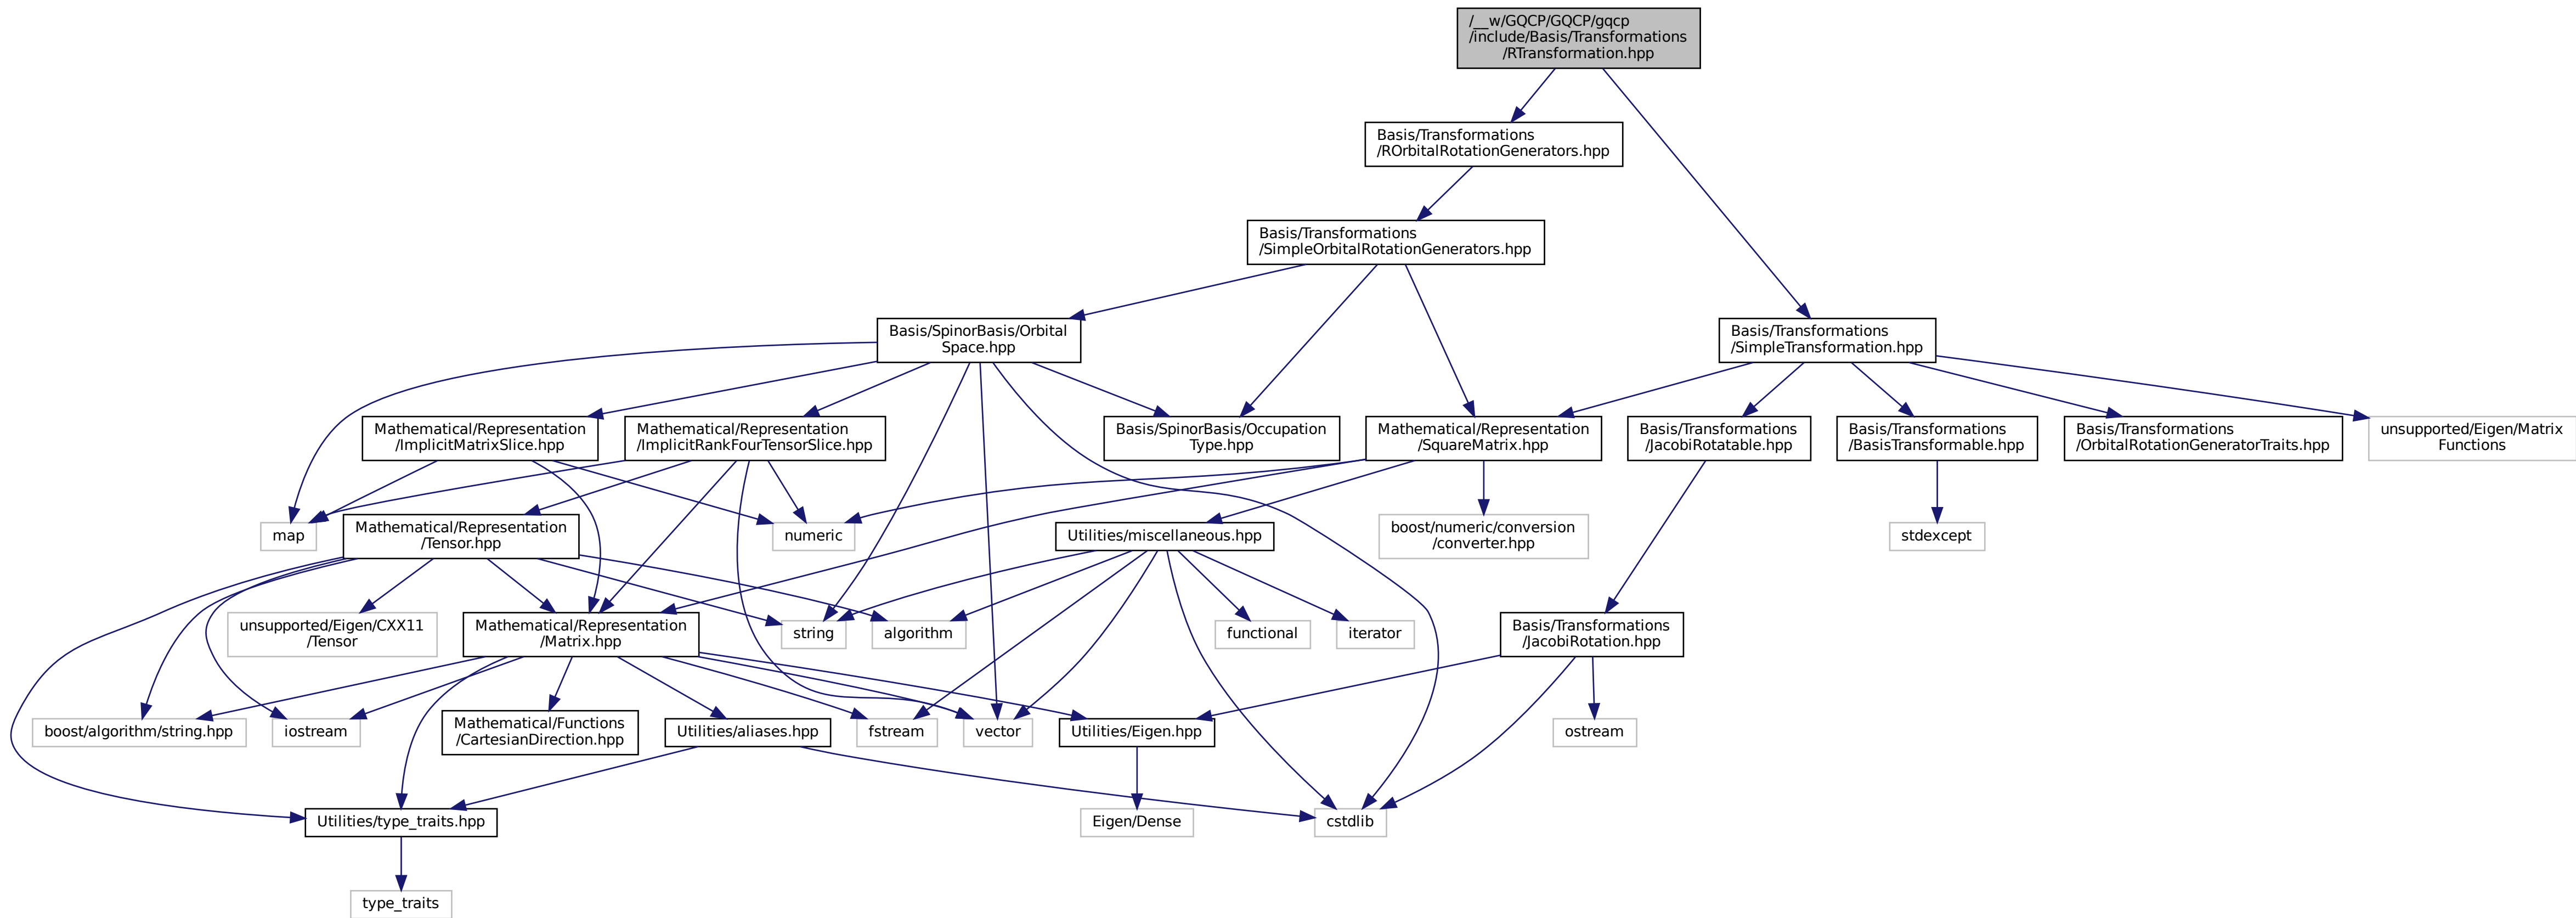 /__w/GQCP/GQCP/gqcp
/include/Basis/Transformations
/RTransformation.hpp
Basis/Transformations
/ROrbitalRotationGenerators.hpp
Basis/Transformations
/SimpleOrbitalRotationGenerators.hpp
Basis/SpinorBasis/Orbital
Space.hpp
Basis/Transformations
/SimpleTransformation.hpp
Mathematical/Representation
/ImplicitMatrixSlice.hpp
Mathematical/Representation
/ImplicitRankFourTensorSlice.hpp
Basis/SpinorBasis/Occupation
Type.hpp
Mathematical/Representation
/SquareMatrix.hpp
Basis/Transformations
/JacobiRotatable.hpp
Basis/Transformations
/BasisTransformable.hpp
Basis/Transformations
/OrbitalRotationGeneratorTraits.hpp
unsupported/Eigen/Matrix
Functions
map
Mathematical/Representation
/Tensor.hpp
numeric
Utilities/miscellaneous.hpp
boost/numeric/conversion
/converter.hpp
stdexcept
unsupported/Eigen/CXX11
/Tensor
Mathematical/Representation
/Matrix.hpp
string
algorithm
functional
iterator
Basis/Transformations
/JacobiRotation.hpp
boost/algorithm/string.hpp
iostream
Mathematical/Functions
/CartesianDirection.hpp
Utilities/aliases.hpp
fstream
vector
Utilities/Eigen.hpp
ostream
Utilities/type_traits.hpp
Eigen/Dense
cstdlib
type_traits